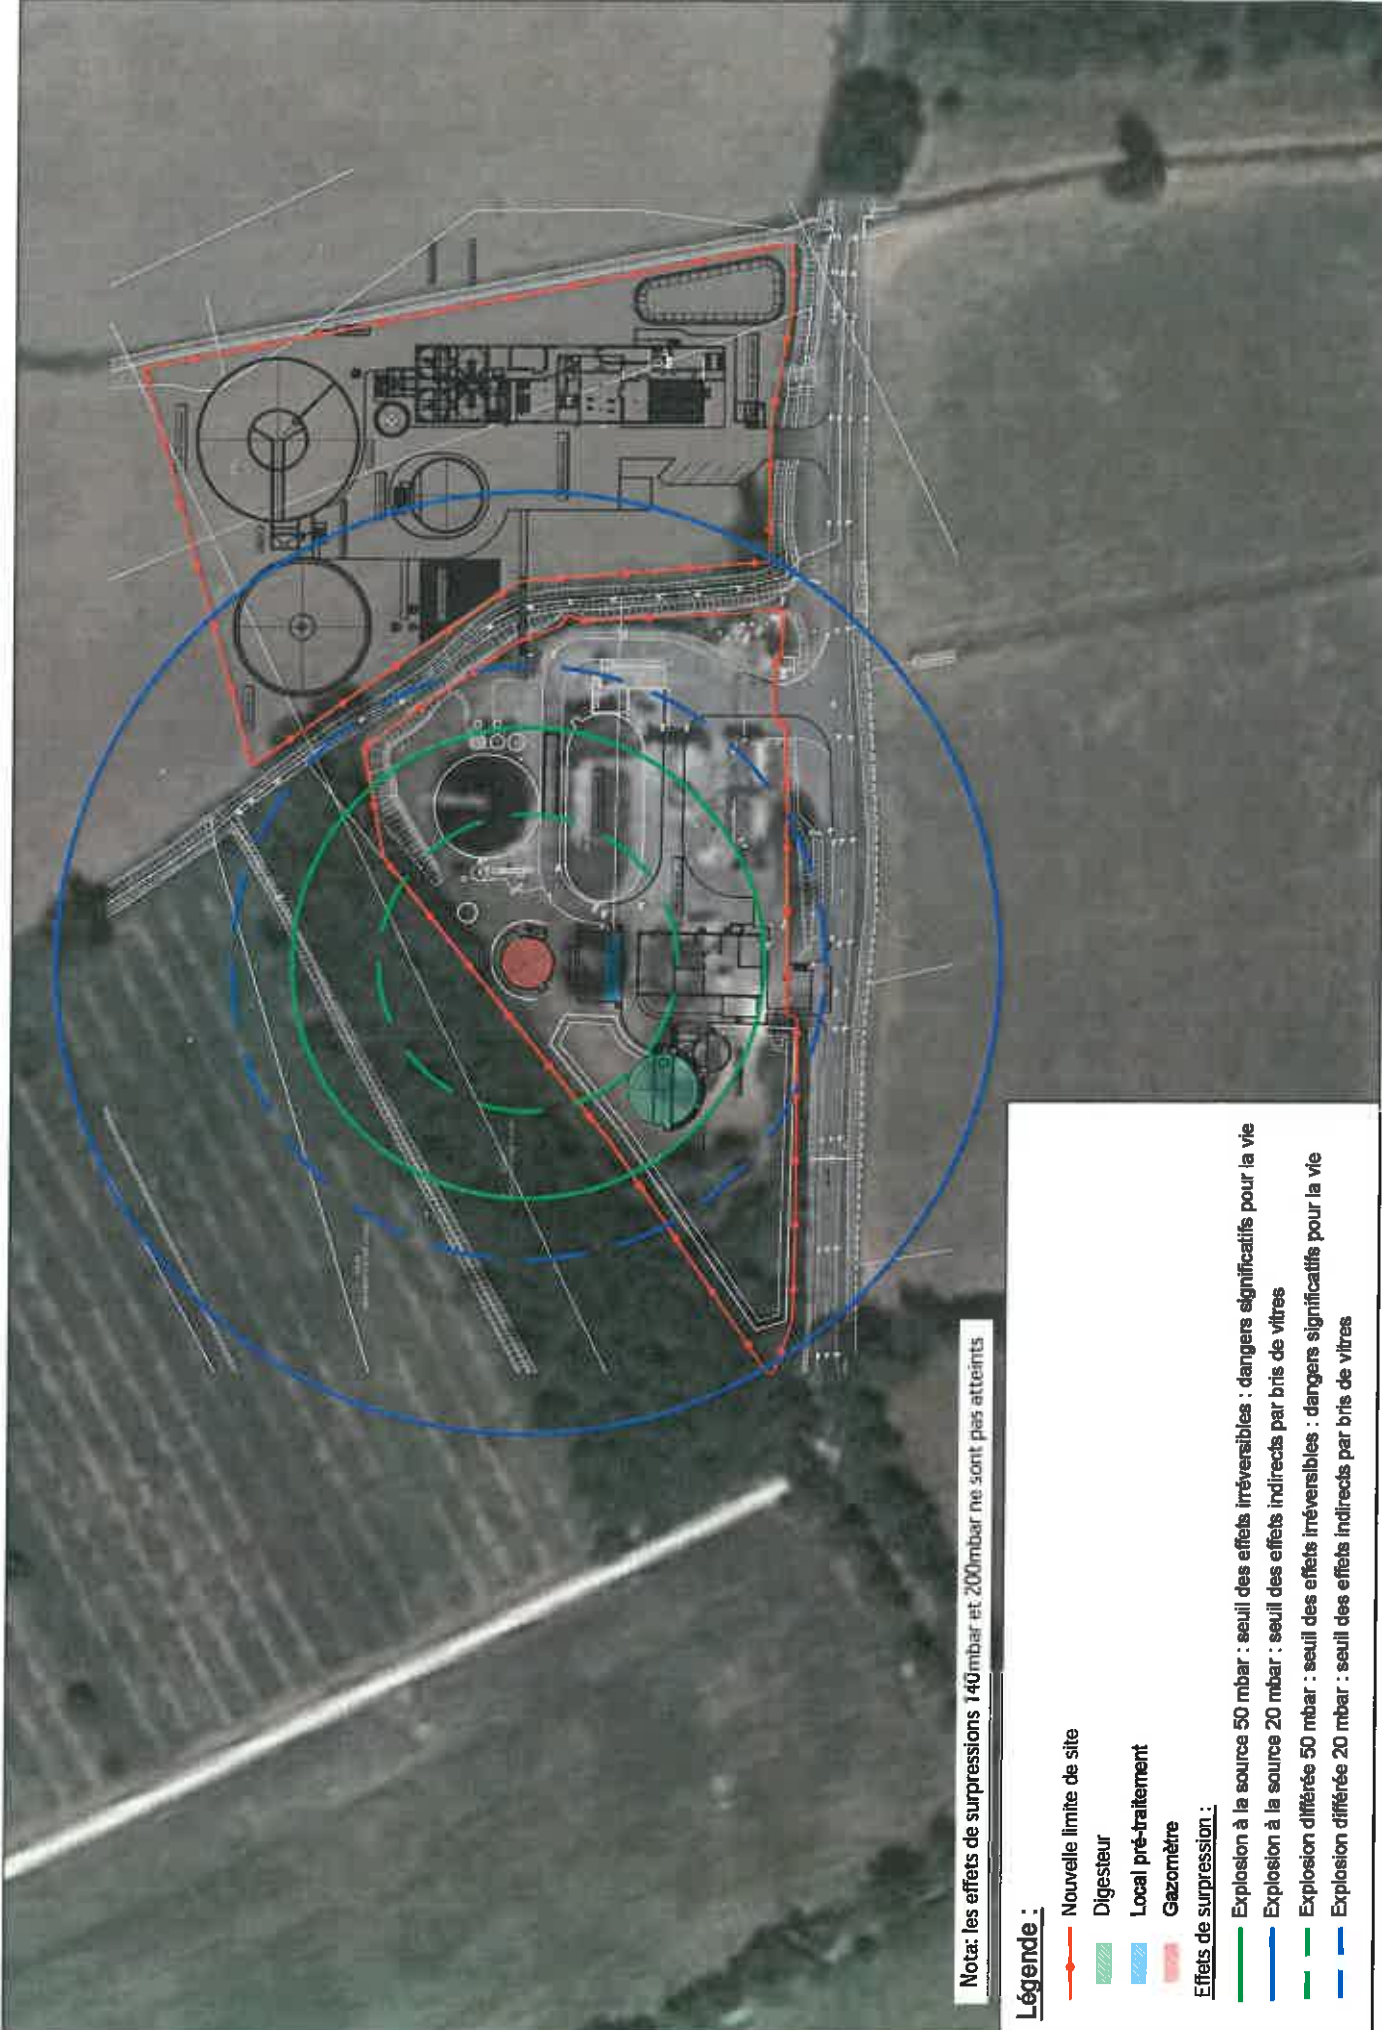 Nota: les effets de surpressions 140mbar et 200mbar ne sont pas atteints
Légende :
Nouvelle limite de site
Digesteur
Local pré-traitement
Gazomètre
Effets de surpression :
Explosion à la source 50 mbar : seuil des effets irréversibles : dangers significatifs pour la vie
Explosion à la source 20 mbar : seuil des effets indirects par bris de vitres
Explosion différée 50 mbar : seuil des effets irréversibles : dangers significatifs pour la vie
Explosion différée 20 mbar : seuil des effets indirects par bris de vitres